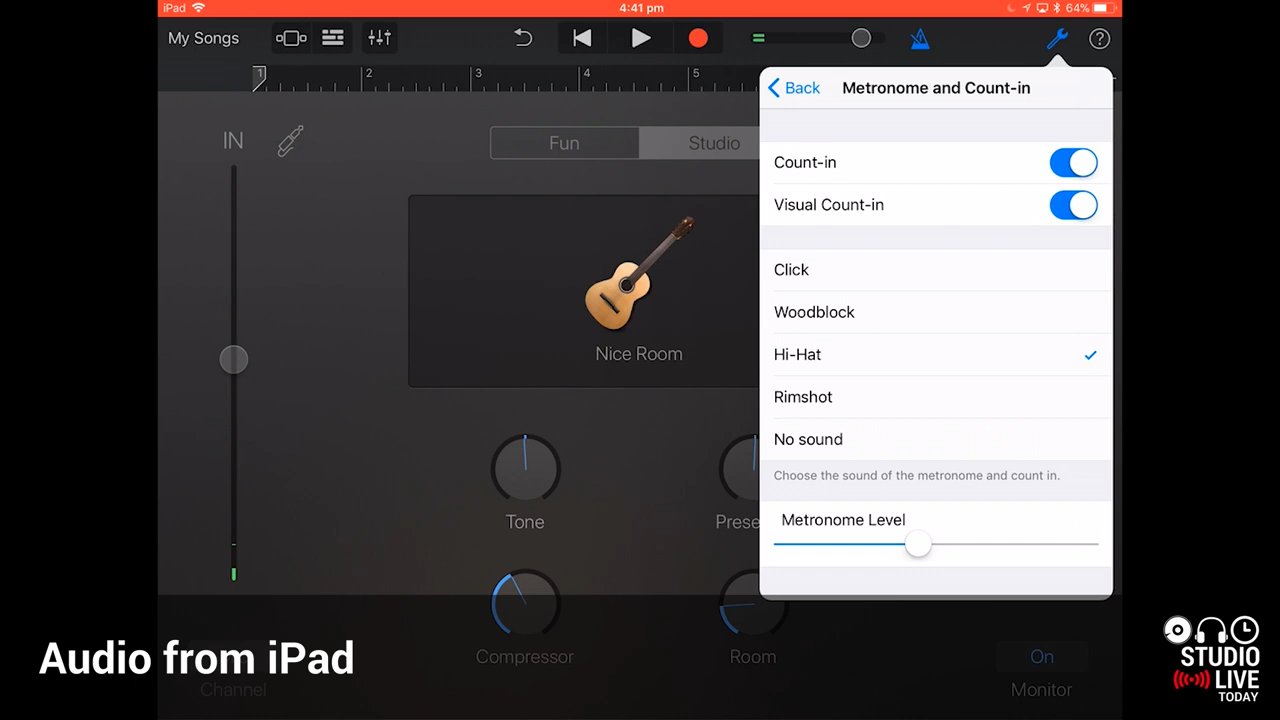 iPad
4:41 pm
64%
My Songs
1 2 3 4 5
Back
Metronome and Count-in
IN
Fun
Studio
Count-in
Visual Count-in
Click
Woodblock
Hi-Hat
Rimshot
No sound
Choose the sound of the metronome and count in.
Metronome Level
Nice Room
Tone
Prese
Compressor
Room
On
Channel
Monitor
Audio from iPad
STUDIO
LIVE
TODAY